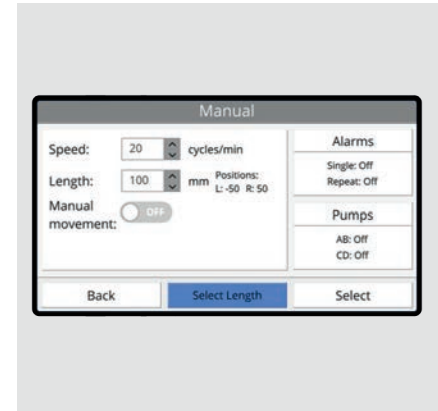 Manual
Speed: 20 cycles/min
Length: 100 mm Positions:
L: -50 R: 50
Manual
movement: OFF
Alarms
Single: Off
Repeat: Off
Pumps
AB: Off
CD: Off
Back Select Length Select